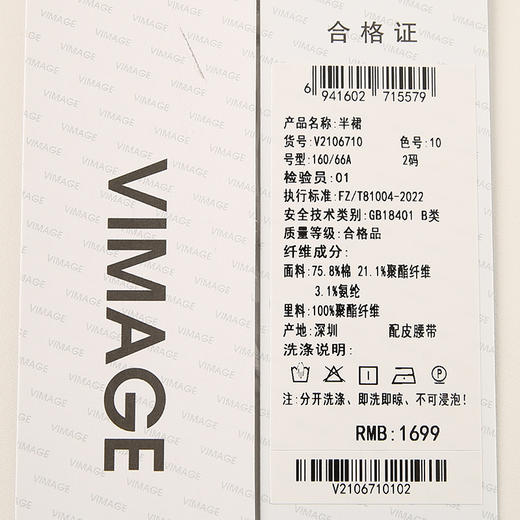 VIMAGE
合格证
6 941602 715579
产品名称:半裙
货号:V2106710 色号:10
号型:160/66A 2码
检验员:01
执行标准:FZ/T81004-2022
安全技术类别:GB18401 B类
质量等级:合格品
纤维成分:
面料:75.8%棉 21.1%聚酯纤维
3.1%氨纶
里料:100%聚酯纤维
产地:深圳 配皮腰带
洗涤说明:
P
注:分开洗涤、即洗即晾、不可浸泡!
RMB:1699
V2106710102